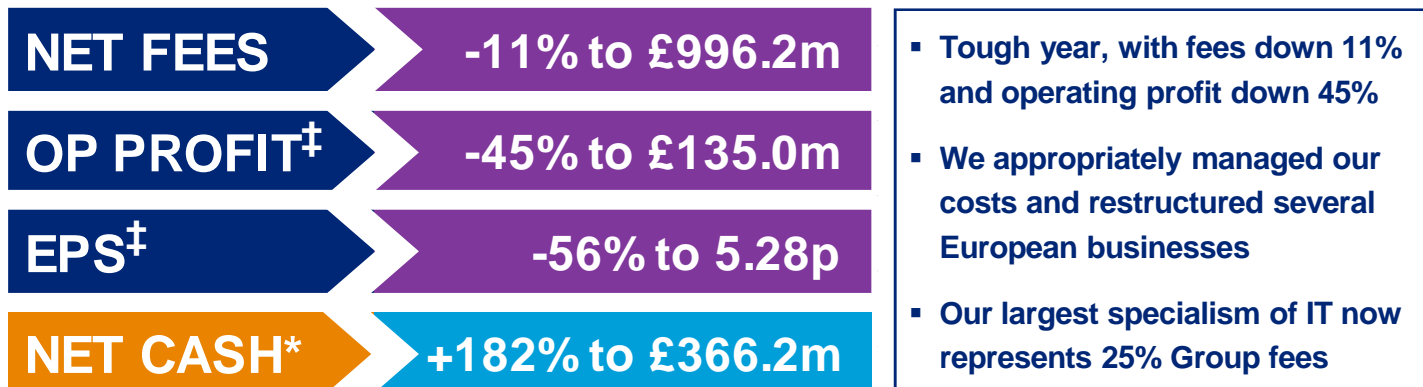 NET FEES
-11% to £996.2m
OP PROFIT‡
-45% to £135.0m
EPS‡
-56% to 5.28p
NET CASH*
+182% to £366.2m
▪ Tough year, with fees down 11%
and operating profit down 45%
▪ We appropriately managed our
costs and restructured several
European businesses
▪ Our largest specialism of IT now
represents 25% Group fees